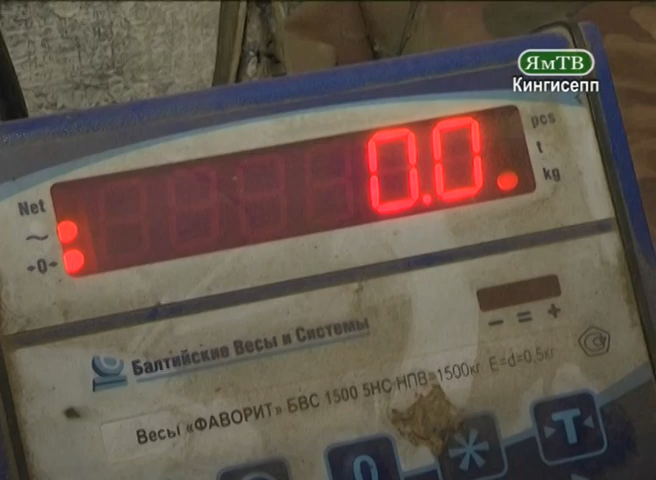 ЯмТВ
Кингисепп
0.0
pcs
t
kg
Net
~
→0←
Балтийские Весы и Системы
− = +
Весы «ФАВОРИТ» БВС 1500 5НС НПВ=1500кг E=d=0,5кг
0
*
→T←